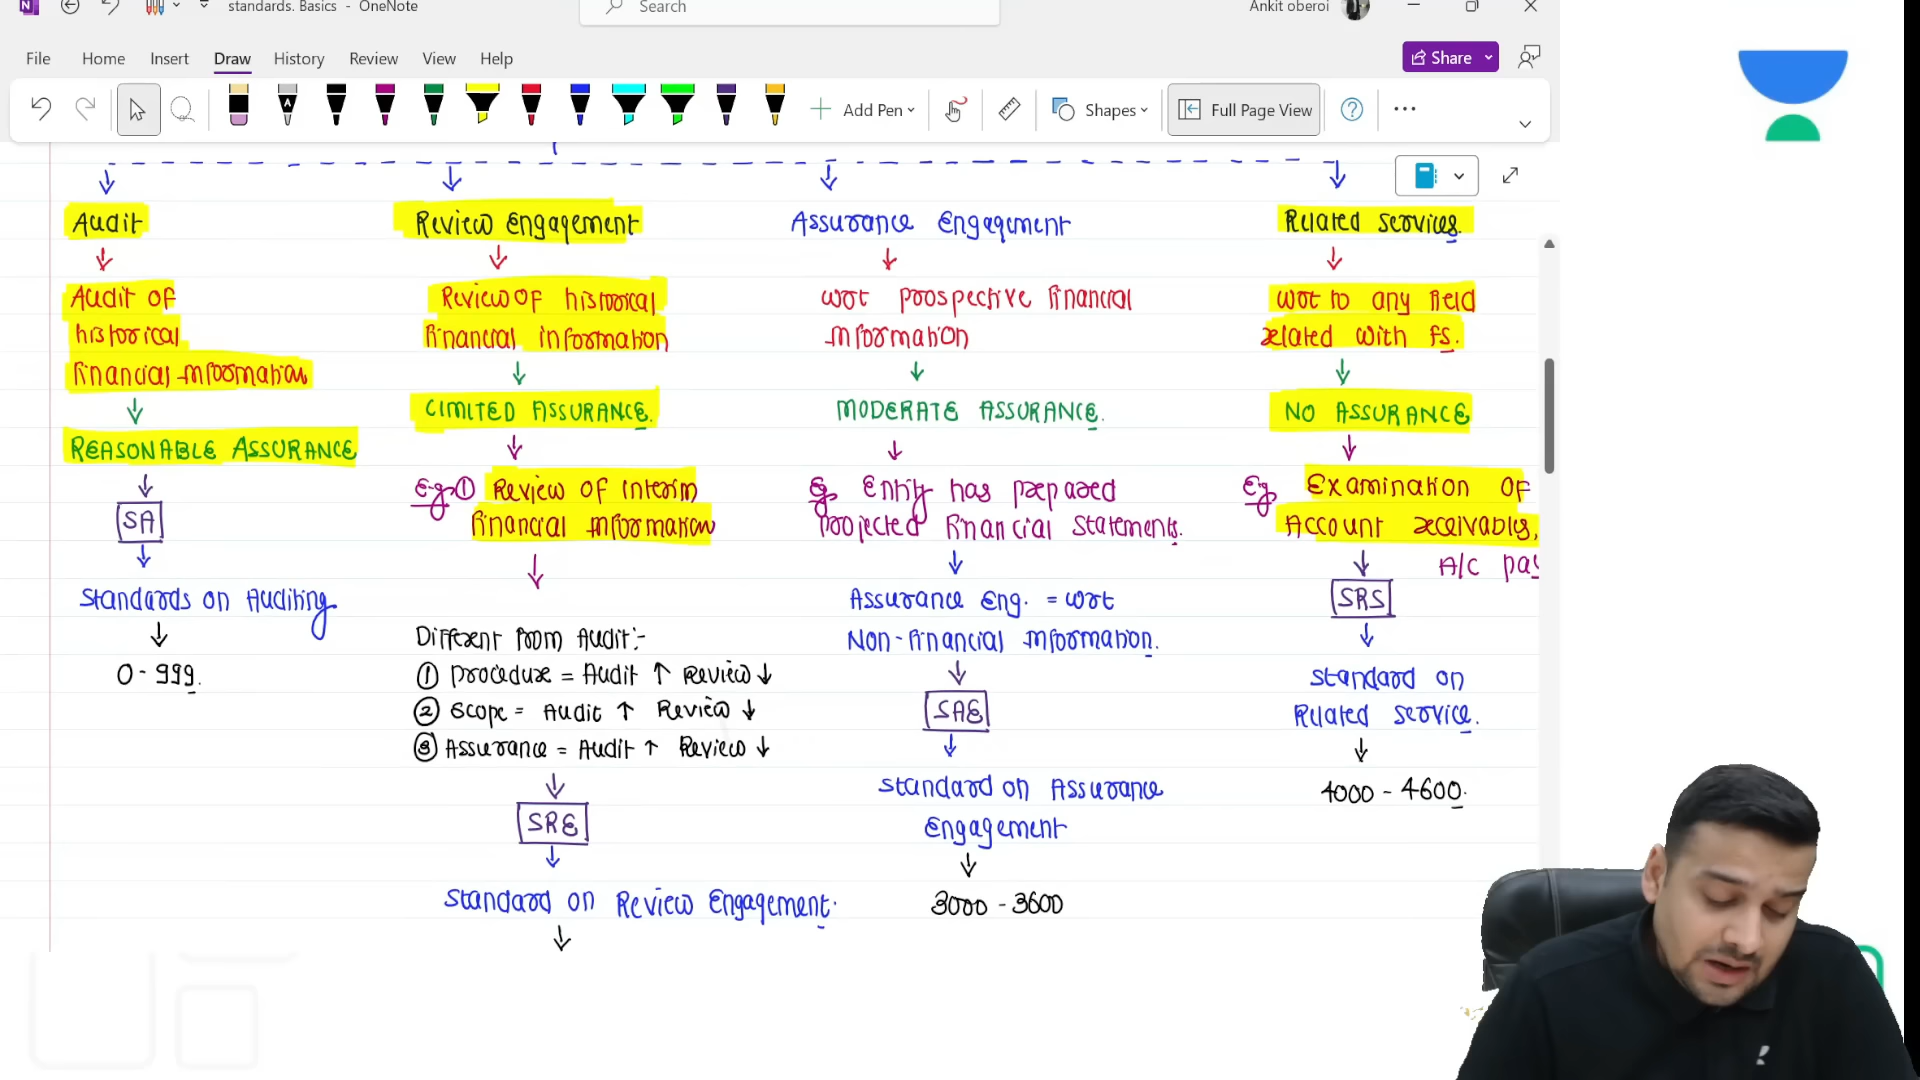 standards. Basics - OneNote
Search
Ankit oberoi
File Home Insert Draw History Review View Help
Share
Add Pen
Shapes
Full Page View
Audit
Audit of
historical
financial information
REASONABLE ASSURANCE
SA
Standards on Auditing
0 - 999.
Review Engagement
Review of historical
financial information
LIMITED ASSURANCE.
E.g. ① Review of interim
financial information
Different from Audit:-
① Procedure = Audit ↑ Review ↓
② Scope = Audit ↑ Review ↓
③ Assurance = Audit ↑ Review ↓
SRE
Standard on Review Engagement.
Assurance Engagement
wrt prospective financial
information
MODERATE ASSURANCE.
Eg Entity has prepared
projected financial statements.
Assurance Eng. = wrt
Non-financial information.
SAE
Standard on Assurance
Engagement
3000 - 3600
Related services.
wrt to any field
related with fs.
NO ASSURANCE
Eg Examination of
Account receivables,
A/C pay
SRS
Standard on
Related service.
4000 - 4600.